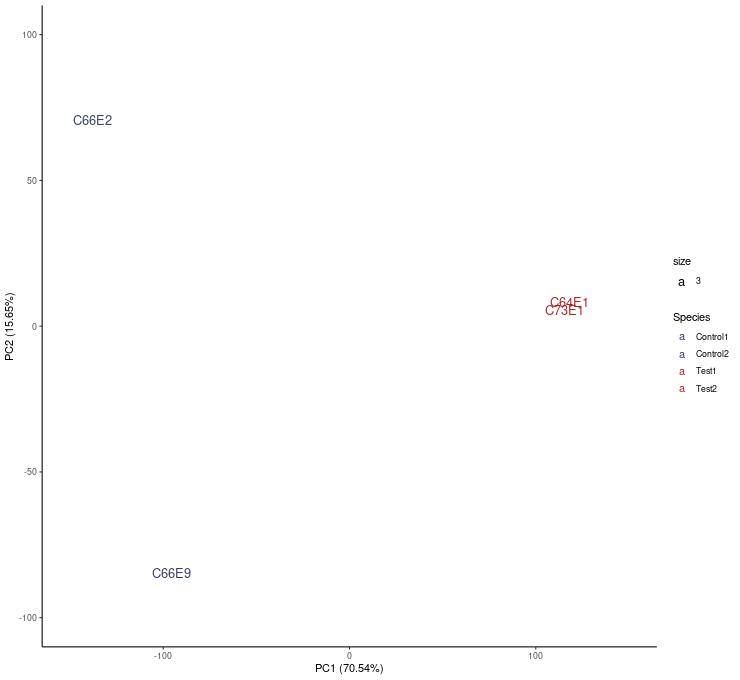 100
C66E2
50
size
a 3
C64E1
C73E1
PC2 (15.65%)
Species
0
a Control1
a Control2
a Test1
a Test2
-50
C66E9
-100
-100 0 100
PC1 (70.54%)